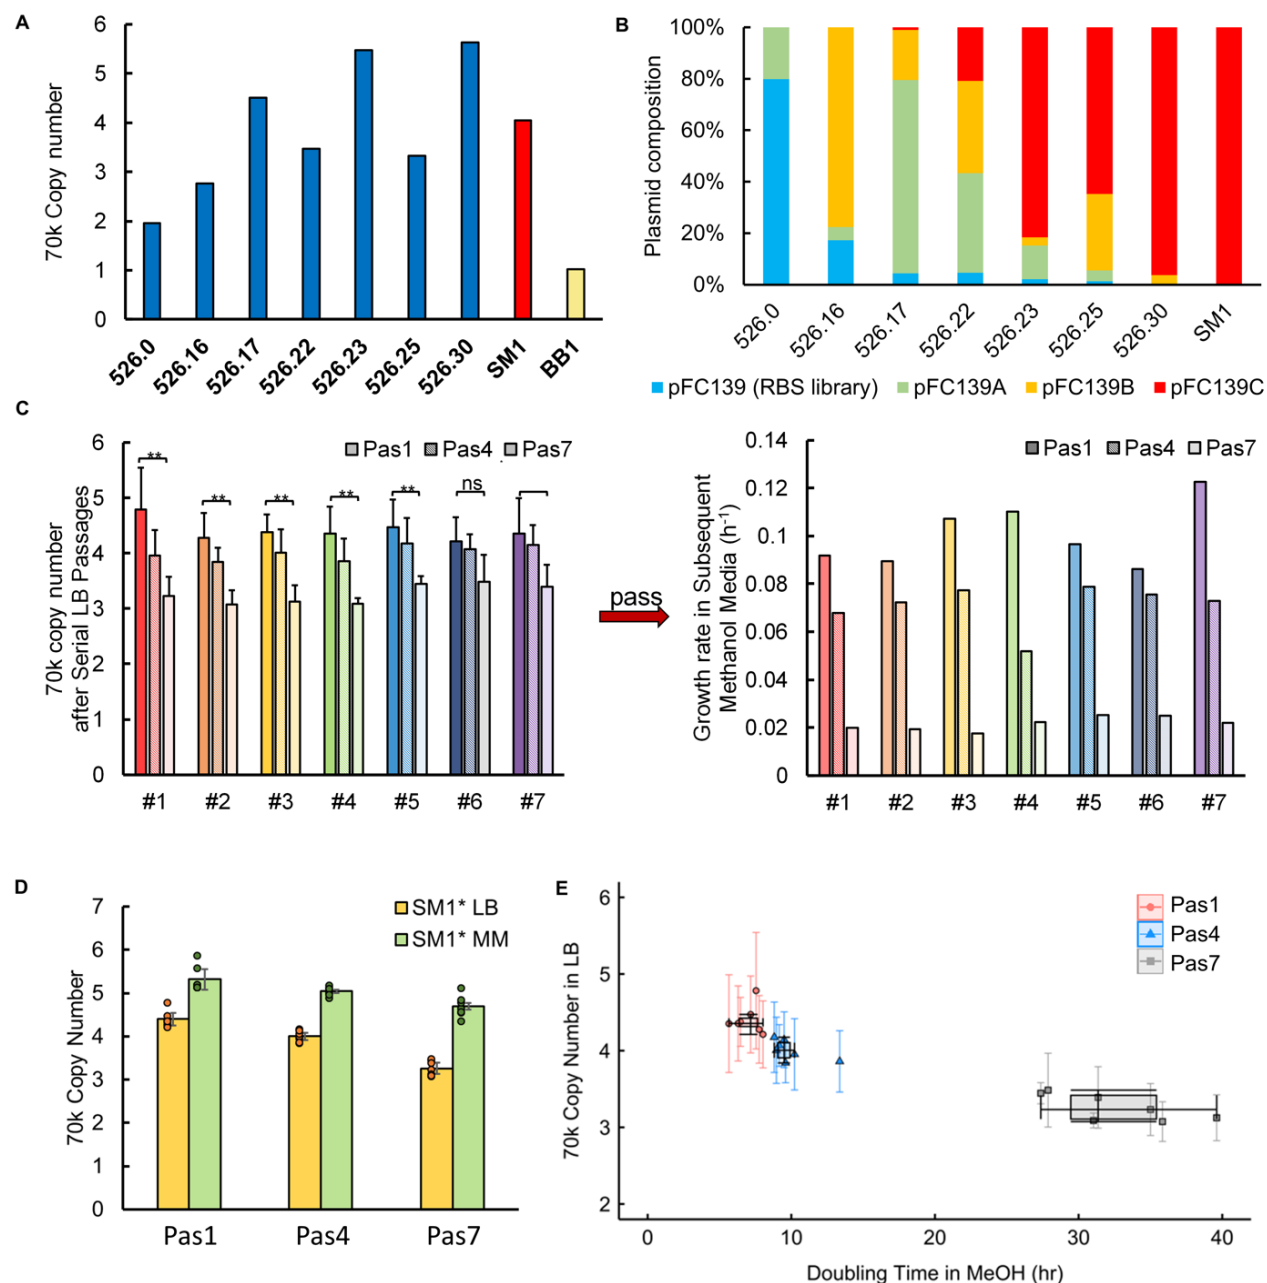 A
70k Copy number
6
5
4
3
2
1
0
526.0
526.16
526.17
526.22
526.23
526.25
526.30
SM1
BB1
B
Plasmid composition
100%
80%
60%
40%
20%
0%
526.0
526.16
526.17
526.22
526.23
526.25
526.30
SM1
pFC139 (RBS library)
pFC139A
pFC139B
pFC139C
C
70k copy number
after Serial LB Passages
6
5
4
3
2
1
0
Pas1
Pas4
Pas7
**
**
**
**
**
ns
#1
#2
#3
#4
#5
#6
#7
pass
Growth rate in Subsequent
Methanol Media (h⁻¹)
0.14
0.12
0.1
0.08
0.06
0.04
0.02
0
Pas1
Pas4
Pas7
#1
#2
#3
#4
#5
#6
#7
D
70k Copy Number
7
6
5
4
3
2
1
0
SM1* LB
SM1* MM
Pas1
Pas4
Pas7
E
70k Copy Number in LB
6
5
4
3
2
Pas1
Pas4
Pas7
0
10
20
30
40
Doubling Time in MeOH (hr)